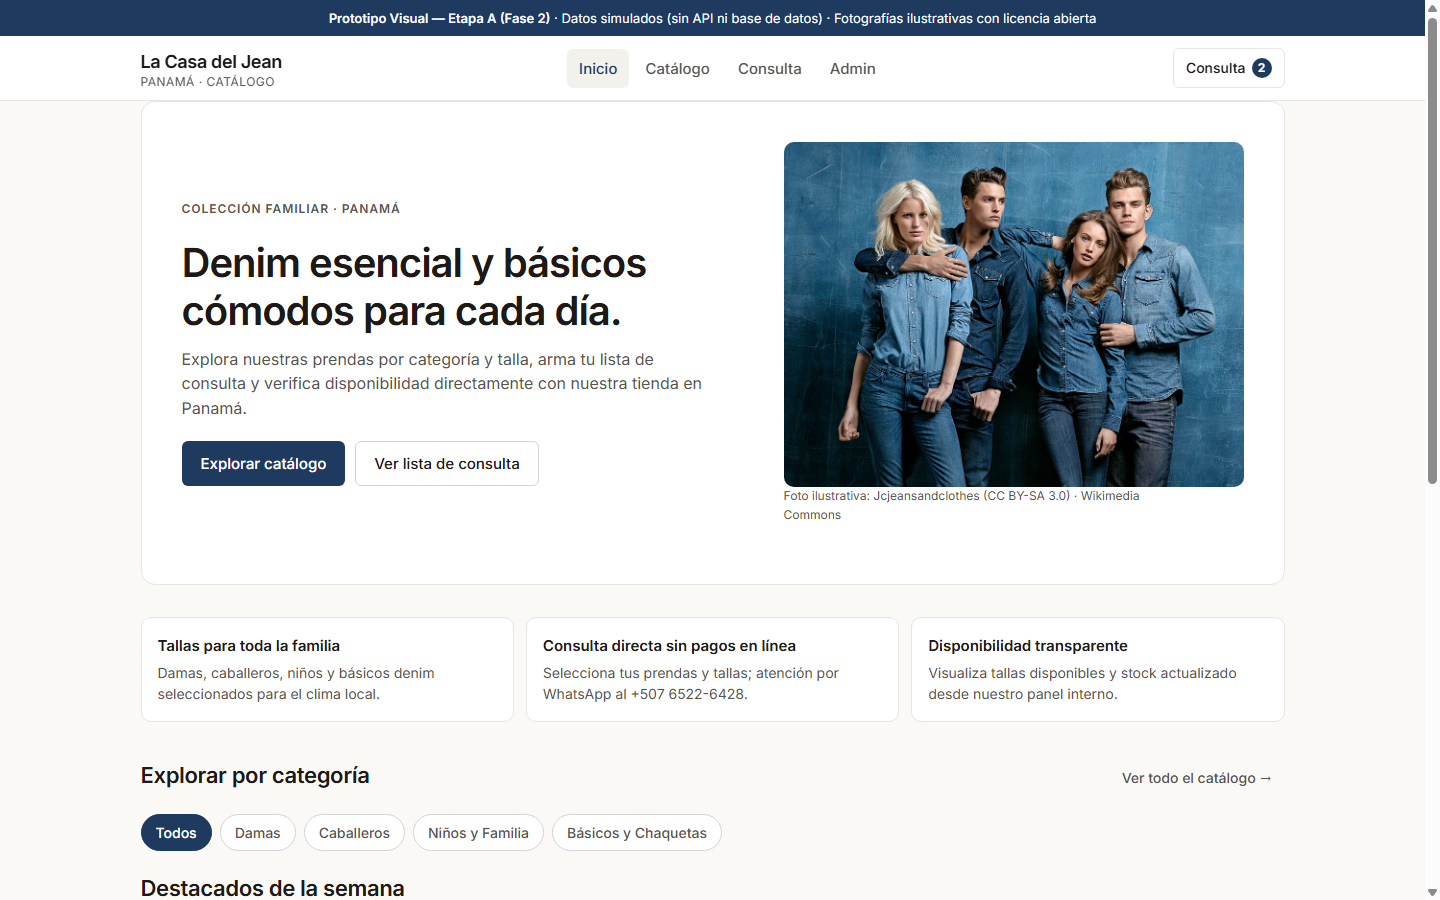 Prototipo Visual — Etapa A (Fase 2) · Datos simulados (sin API ni base de datos) · Fotografías ilustrativas con licencia abierta
La Casa del Jean
PANAMÁ · CATÁLOGO
Inicio
Catálogo
Consulta
Admin
Consulta 2
COLECCIÓN FAMILIAR · PANAMÁ
Denim esencial y básicos
cómodos para cada día.
Explora nuestras prendas por categoría y talla, arma tu lista de
consulta y verifica disponibilidad directamente con nuestra tienda en
Panamá.
Explorar catálogo
Ver lista de consulta
Foto ilustrativa: Jcjeansandclothes (CC BY-SA 3.0) · Wikimedia
Commons
Tallas para toda la familia
Damas, caballeros, niños y básicos denim
seleccionados para el clima local.
Consulta directa sin pagos en línea
Selecciona tus prendas y tallas; atención por
WhatsApp al +507 6522-6428.
Disponibilidad transparente
Visualiza tallas disponibles y stock actualizado
desde nuestro panel interno.
Explorar por categoría
Ver todo el catálogo →
Todos
Damas
Caballeros
Niños y Familia
Básicos y Chaquetas
Destacados de la semana